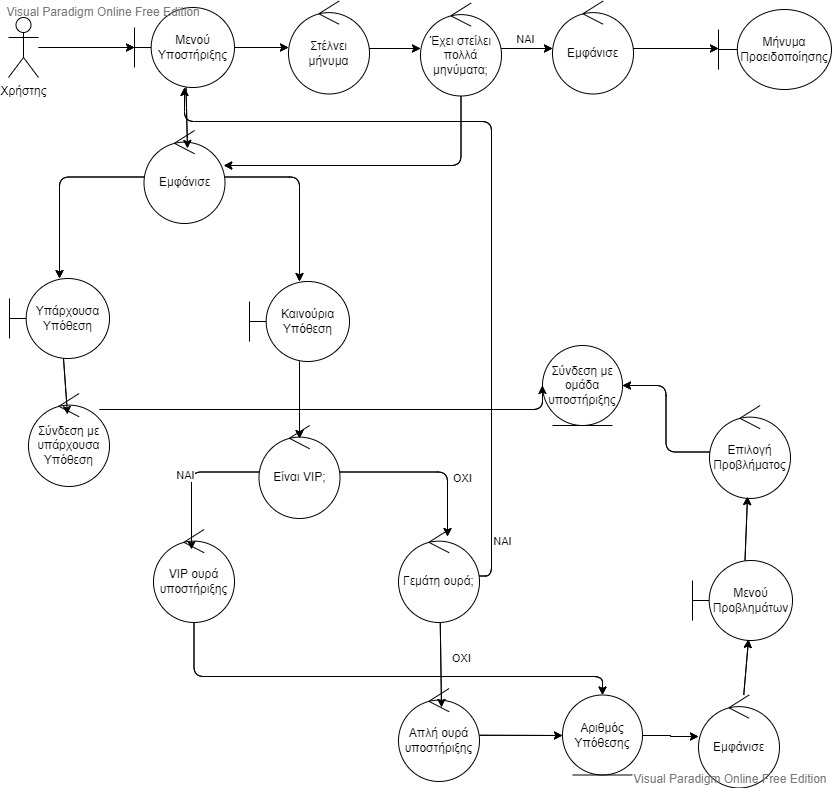 Visual Paradigm Online Free Edition
Χρήστης
Μενού
Υποστήριξης
Στέλνει
μήνυμα
Έχει στείλει
πολλά
μηνύματα;
ΝΑΙ
Εμφάνισε
Μήνυμα
Προειδοποίησης
Εμφάνισε
Υπάρχουσα
Υπόθεση
Καινούρια
Υπόθεση
Σύνδεση με
ομάδα
υποστήριξης
Σύνδεση με
υπάρχουσα
Υπόθεση
Είναι VIP;
ΝΑΙ
ΟΧΙ
Επιλογή
Προβλήματος
VIP ουρά
υποστήριξης
Γεμάτη ουρά;
ΝΑΙ
Μενού
Προβλημάτων
ΟΧΙ
Απλή ουρά
υποστήριξης
Αριθμός
Υπόθεσης
Εμφάνισε
Visual Paradigm Online Free Edition